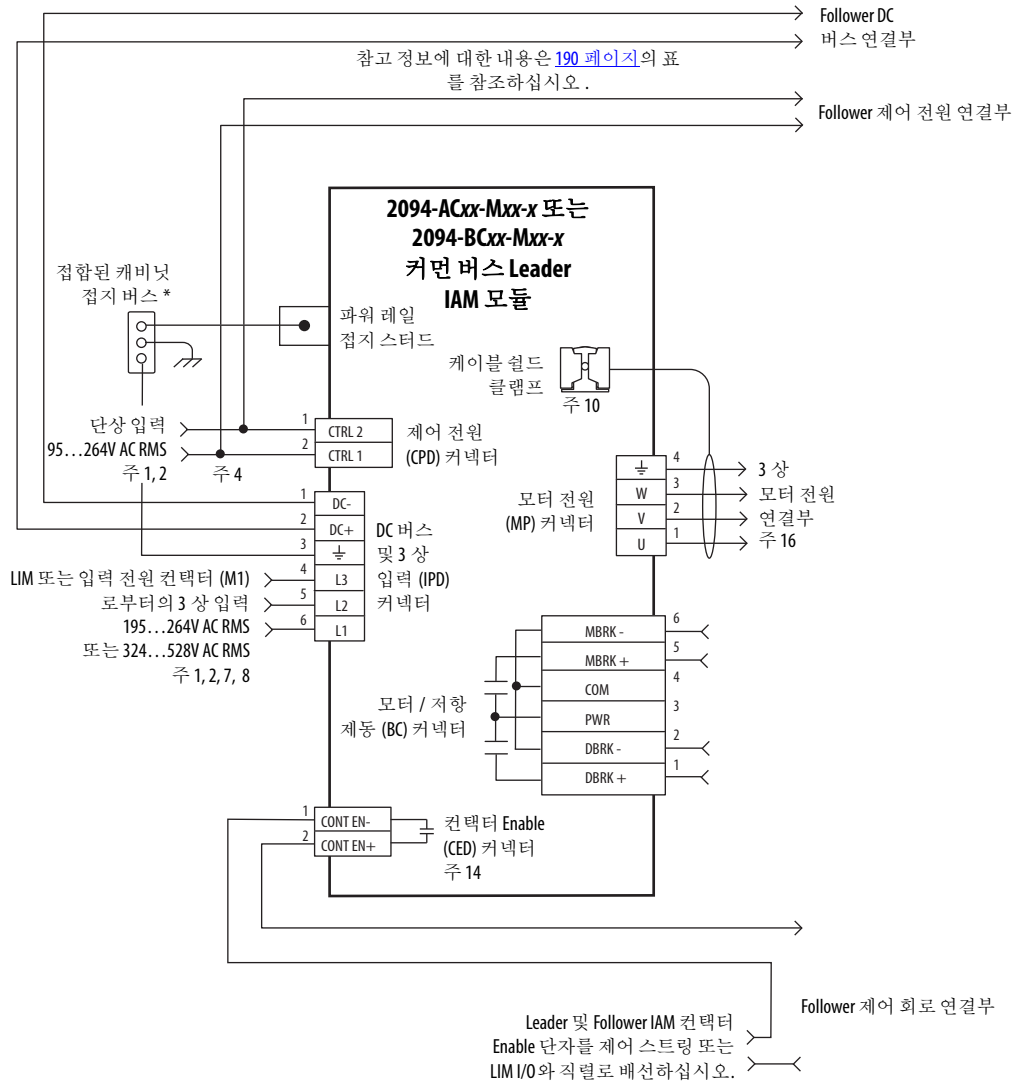 Follower DC
버스 연결부
참고 정보에 대한 내용은 190 페이지의 표
를 참조하십시오 .
Follower 제어 전원 연결부
2094-ACxx-Mxx-x 또는
2094-BCxx-Mxx-x
커먼 버스 Leader
IAM 모듈
접합된 캐비닛
접지 버스 *
파워 레일
접지 스터드
케이블 쉴드
클램프
주 10
단상 입력
95…264V AC RMS
주 1, 2
주 4
1
CTRL 2
2
CTRL 1
제어 전원
(CPD) 커넥터
1
DC-
2
DC+
3
4
L3
5
L2
6
L1
DC 버스
및 3 상
입력 (IPD)
커넥터
LIM 또는 입력 전원 컨택터 (M1)
로부터의 3 상 입력
195…264V AC RMS
또는 324…528V AC RMS
주 1, 2, 7, 8
모터 전원
(MP) 커넥터
4
W
3
V
2
U
1
3 상
모터 전원
연결부
주 16
모터 / 저항
제동 (BC) 커넥터
MBRK -
6
MBRK +
5
COM
4
PWR
3
DBRK -
2
DBRK +
1
1
CONT EN-
2
CONT EN+
컨택터 Enable
(CED) 커넥터
주 14
Follower 제어 회로 연결부
Leader 및 Follower IAM 컨택터
Enable 단자를 제어 스트링 또는
LIM I/O 와 직렬로 배선하십시오.